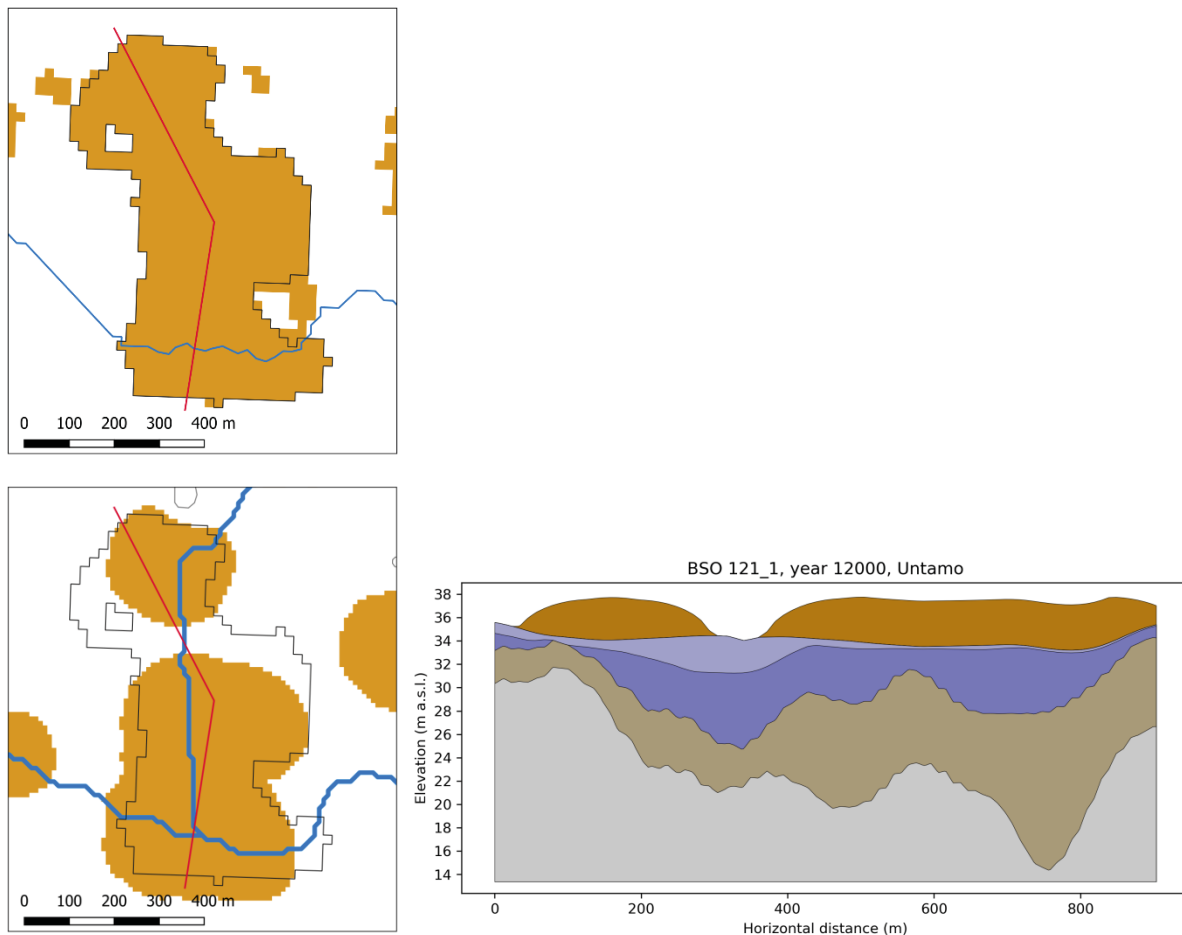 0 100 200 300 400 m
0 100 200 300 400 m
BSO 121_1, year 12000, Untamo
38
36
34
32
30
28
26
24
22
20
18
16
14
Elevation (m a.s.l.)
0 200 400 600 800
Horizontal distance (m)